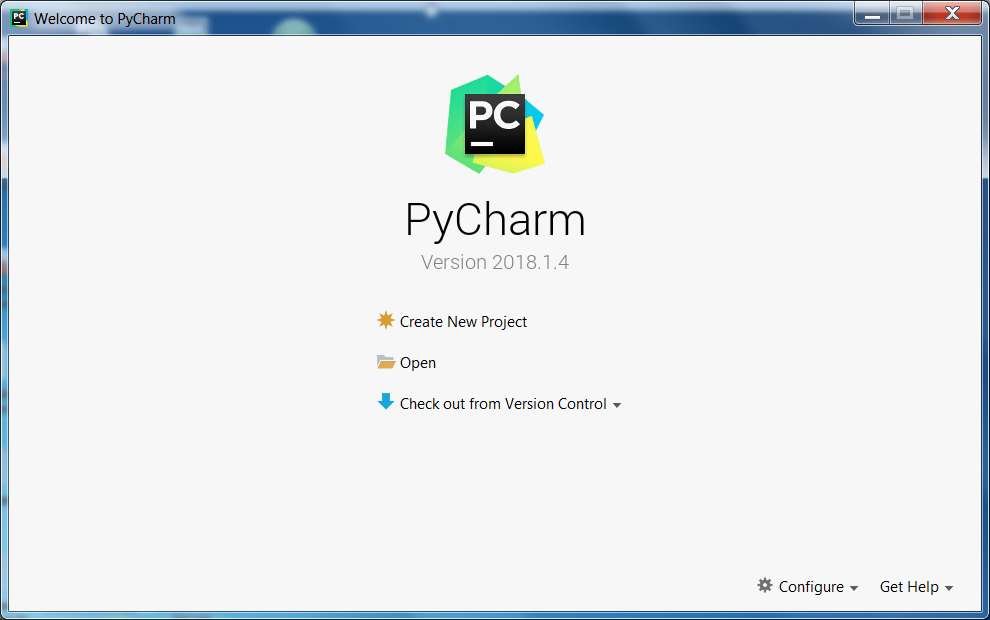 Welcome to PyCharm
PC
PyCharm
Version 2018.1.4
Create New Project
Open
Check out from Version Control
Configure
Get Help